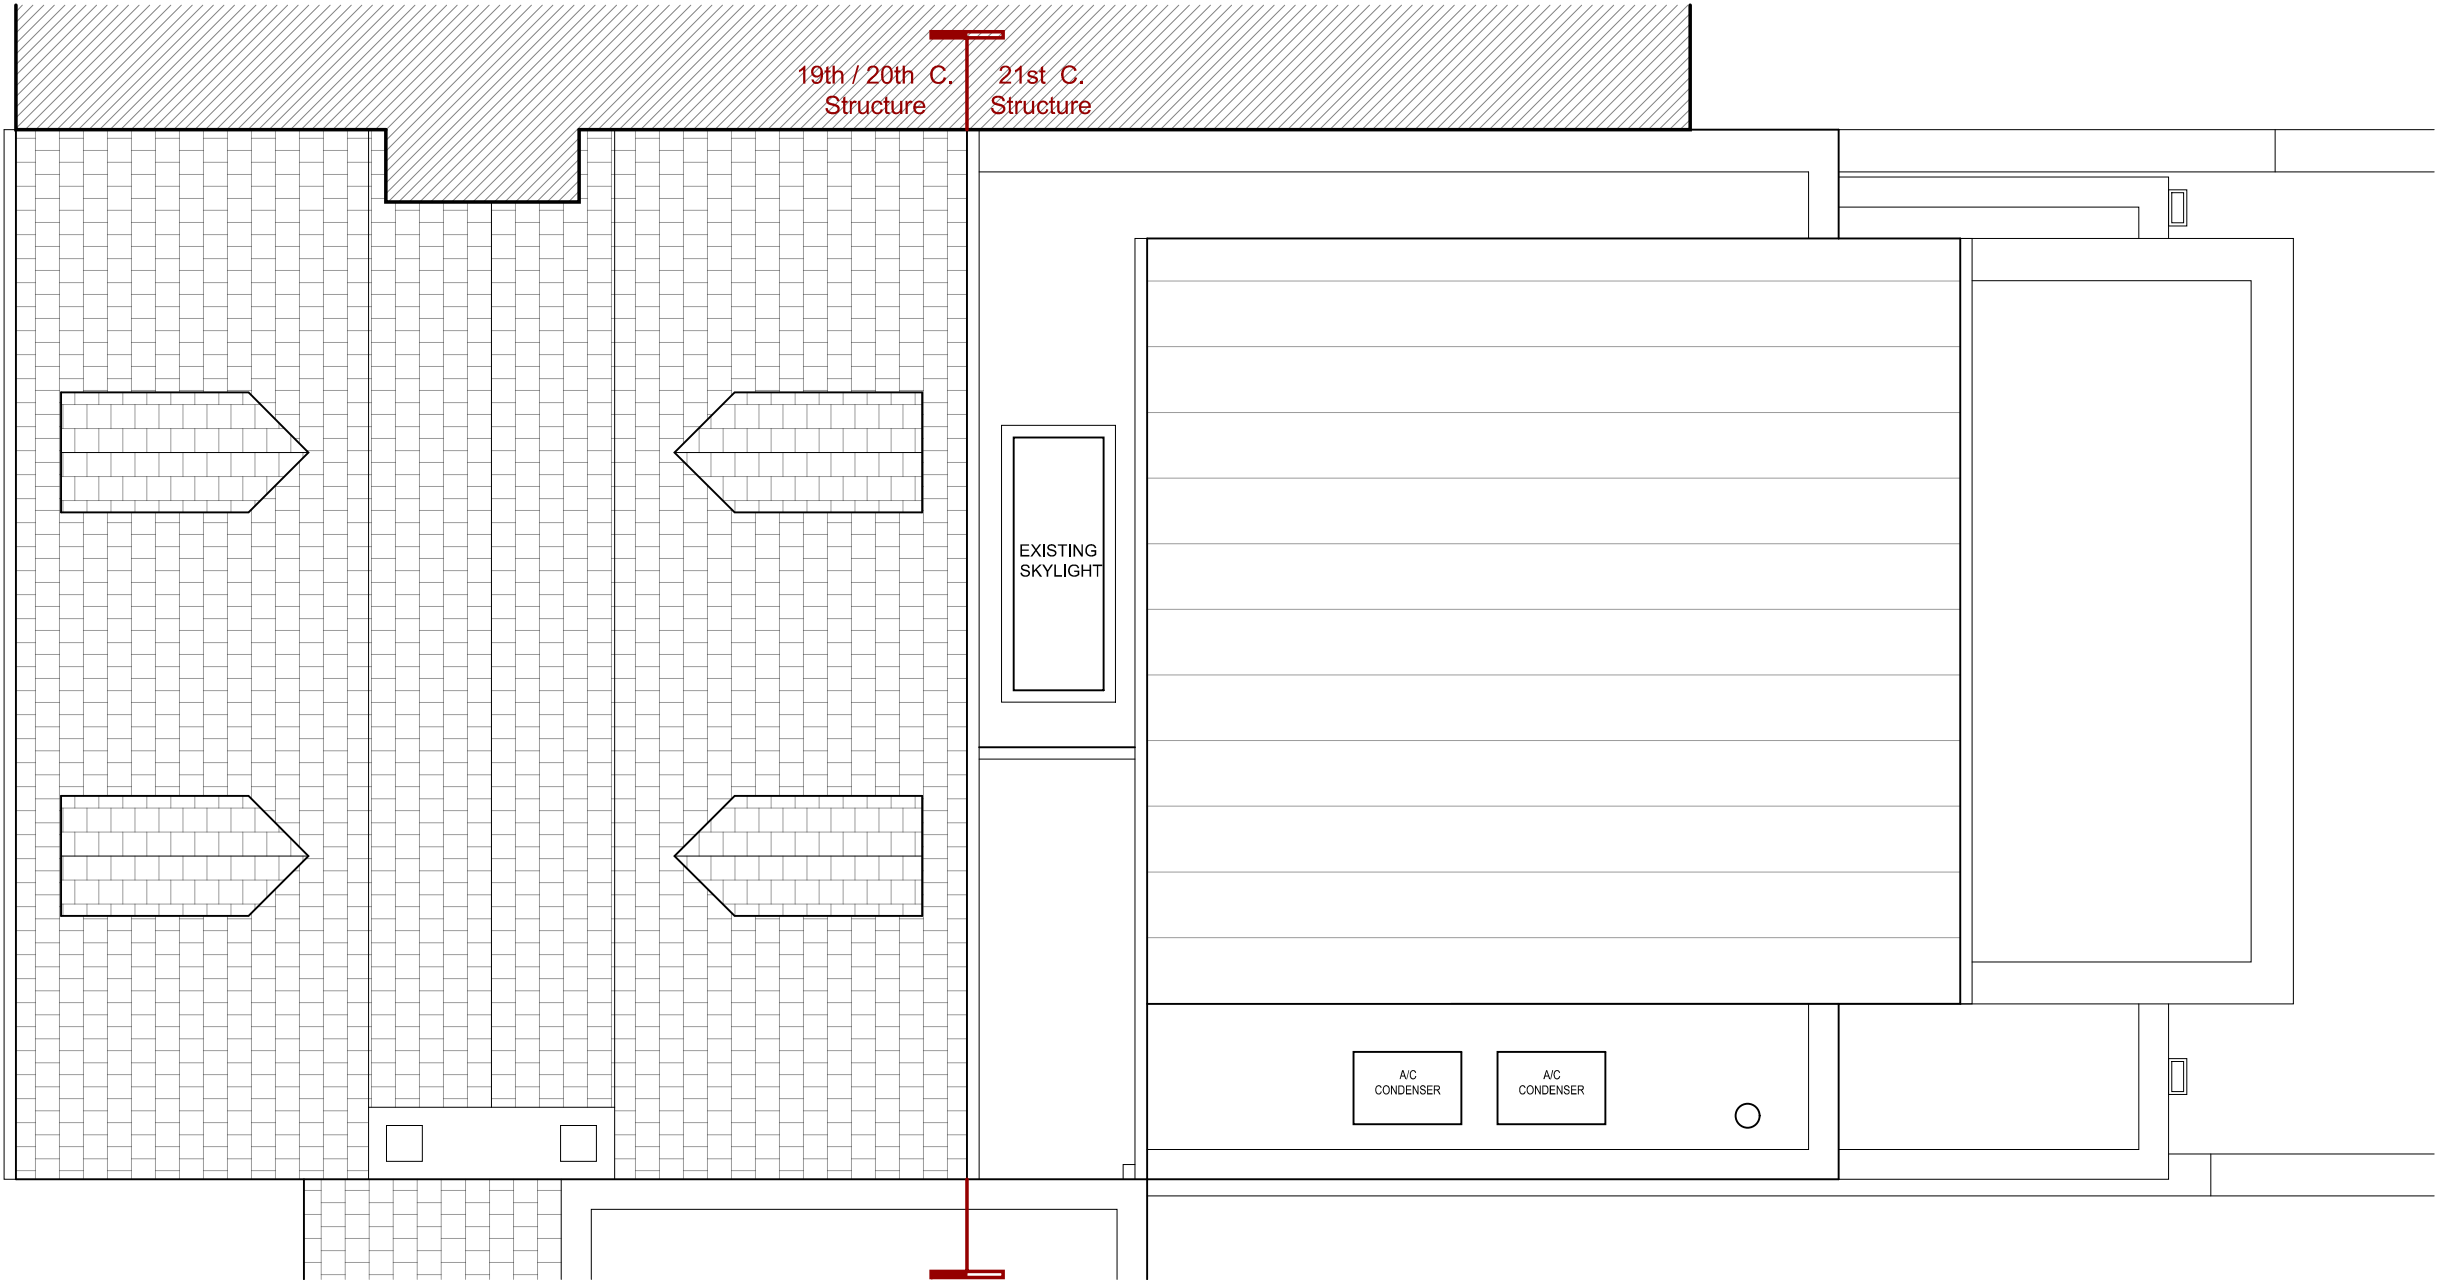 19th / 20th C.
Structure
21st C.
Structure
EXISTING
SKYLIGHT
A/C
CONDENSER
A/C
CONDENSER